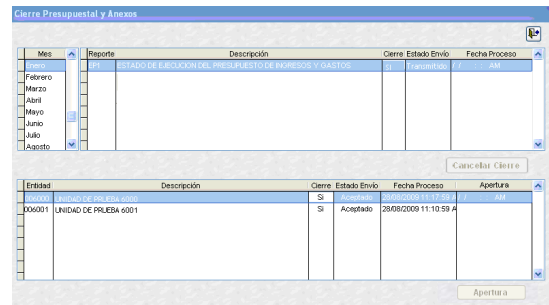 Cierre Presupuestal y Anexos
Mes Reporte Descripción Cierre Estado Envío Fecha Proceso
Enero EP1 ESTADO DE EJECUCION DEL PRESUPUESTO DE INGRESOS Y GASTOS SI Transmitido / / : : AM
Febrero
Marzo
Abril
Mayo
Junio
Julio
Agosto
Cancelar Cierre
Entidad Descripción Cierre Estado Envío Fecha Proceso Apertura
006000 UNIDAD DE PRUEBA 6000 Si Aceptado 28/08/2009 11:17:59 A / / : : AM
006001 UNIDAD DE PRUEBA 6001 Si Aceptado 28/08/2009 11:10:59 A
Apertura